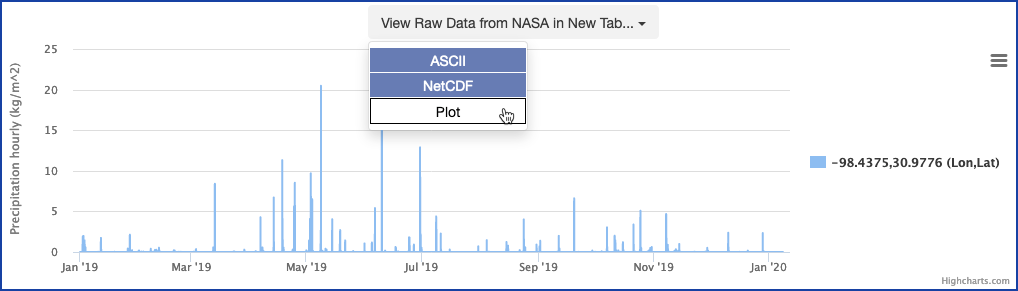 View Raw Data from NASA in New Tab...
ASCII
NetCDF
Plot
Precipitation hourly (kg/m^2)
25
20
15
10
5
0
Jan '19
Mar '19
May '19
Jul '19
Sep '19
Nov '19
Jan '20
-98.4375,30.9776 (Lon,Lat)
Highcharts.com